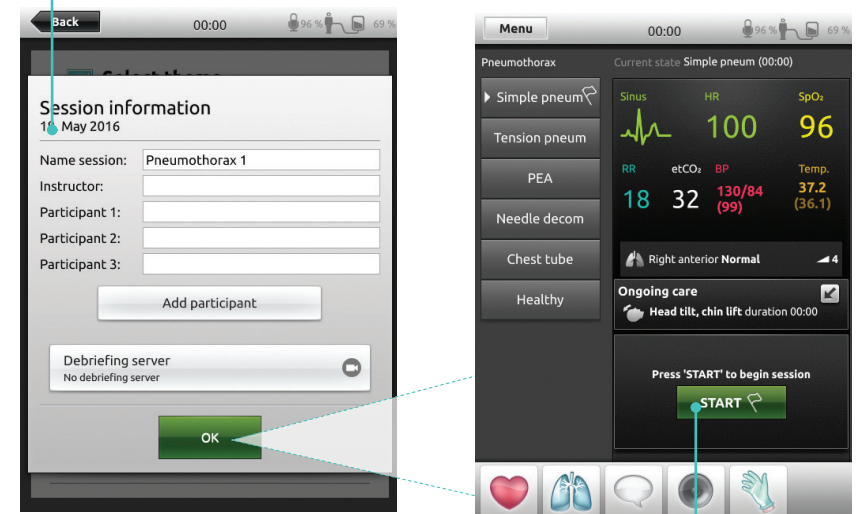 Back
00:00
96 %
69 %
Session information
May 2016
Name session: Pneumothorax 1
Instructor:
Participant 1:
Participant 2:
Participant 3:
Add participant
Debriefing server
No debriefing server
OK
Menu
00:00
96 %
69 %
Pneumothorax
Current state Simple pneum (00:00)
Simple pneum
Tension pneum
PEA
Needle decom
Chest tube
Healthy
Sinus
HR
SpO₂
100
96
RR
etCO₂
BP
Temp.
18
32
130/84
(99)
37.2
(36.1)
Right anterior Normal
4
Ongoing care
Head tilt, chin lift duration 00:00
Press 'START' to begin session
START